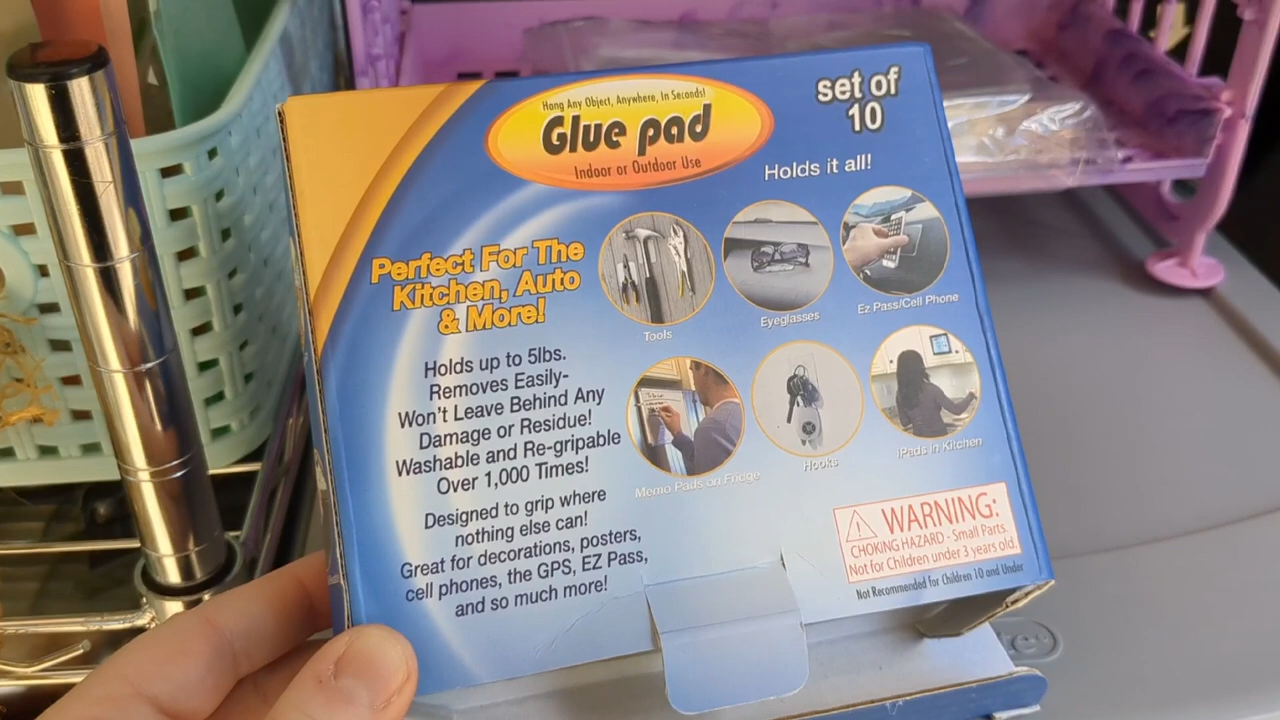 Hang Any Object, Anywhere, In Seconds!
Glue pad
Indoor or Outdoor Use
set of
10
Holds it all!
Perfect For The
Kitchen, Auto
& More!
Tools
Eyeglasses
Ez Pass/Cell Phone
Holds up to 5lbs.
Removes Easily-
Won't Leave Behind Any
Damage or Residue!
Washable and Re-gripable
Over 1,000 Times!
Memo Pads on Fridge
Hooks
iPads in Kitchen
Designed to grip where
nothing else can!
Great for decorations, posters,
cell phones, the GPS, EZ Pass,
and so much more!
WARNING:
CHOKING HAZARD - Small Parts.
Not for Children under 3 years old.
Not Recommended for Children 10 and Under